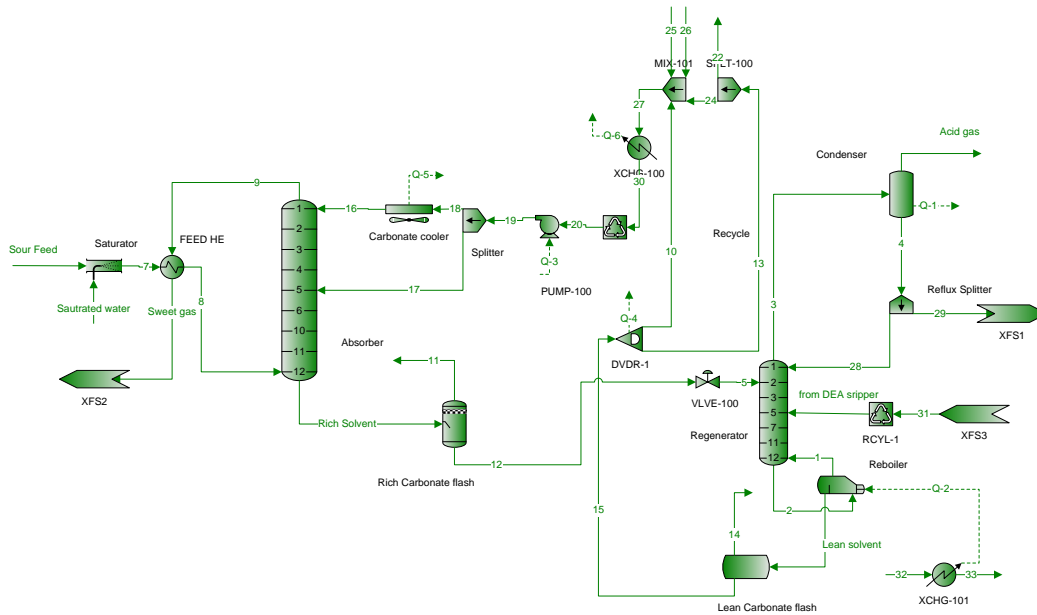 25
26
22
MIX-101
SPLT-100
24
27
Q-6
XCHG-100
30
Acid gas
Condenser
Q-1
4
Reflux Splitter
29
XFS1
28
3
9
Q-5
16
18
19
20
Carbonate cooler
Splitter
Q-3
PUMP-100
Recycle
10
13
Sour Feed
Saturator
7
FEED HE
8
Sautrated water
Sweet gas
XFS2
1
2
3
4
5
6
10
11
12
17
Absorber
Q-4
DVDR-1
11
Rich Solvent
12
Rich Carbonate flash
VLVE-100
5
1
2
3
5
7
11
12
from DEA sripper
RCYL-1
31
XFS3
Regenerator
Reboiler
1
2
Q-2
Lean solvent
15
14
Lean Carbonate flash
32
33
XCHG-101